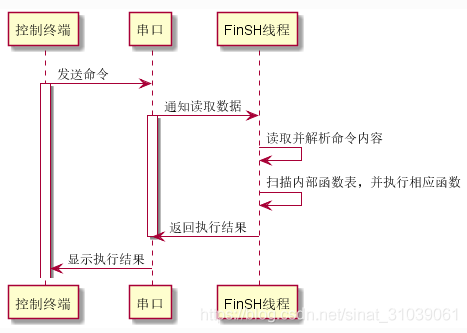 控制终端 串口 FinSH线程
发送命令
通知读取数据
读取并解析命令内容
扫描内部函数表，并执行相应函数
返回执行结果
显示执行结果
控制终端 串口 FinSH线程
https://blog.csdn.net/sinat_31039061